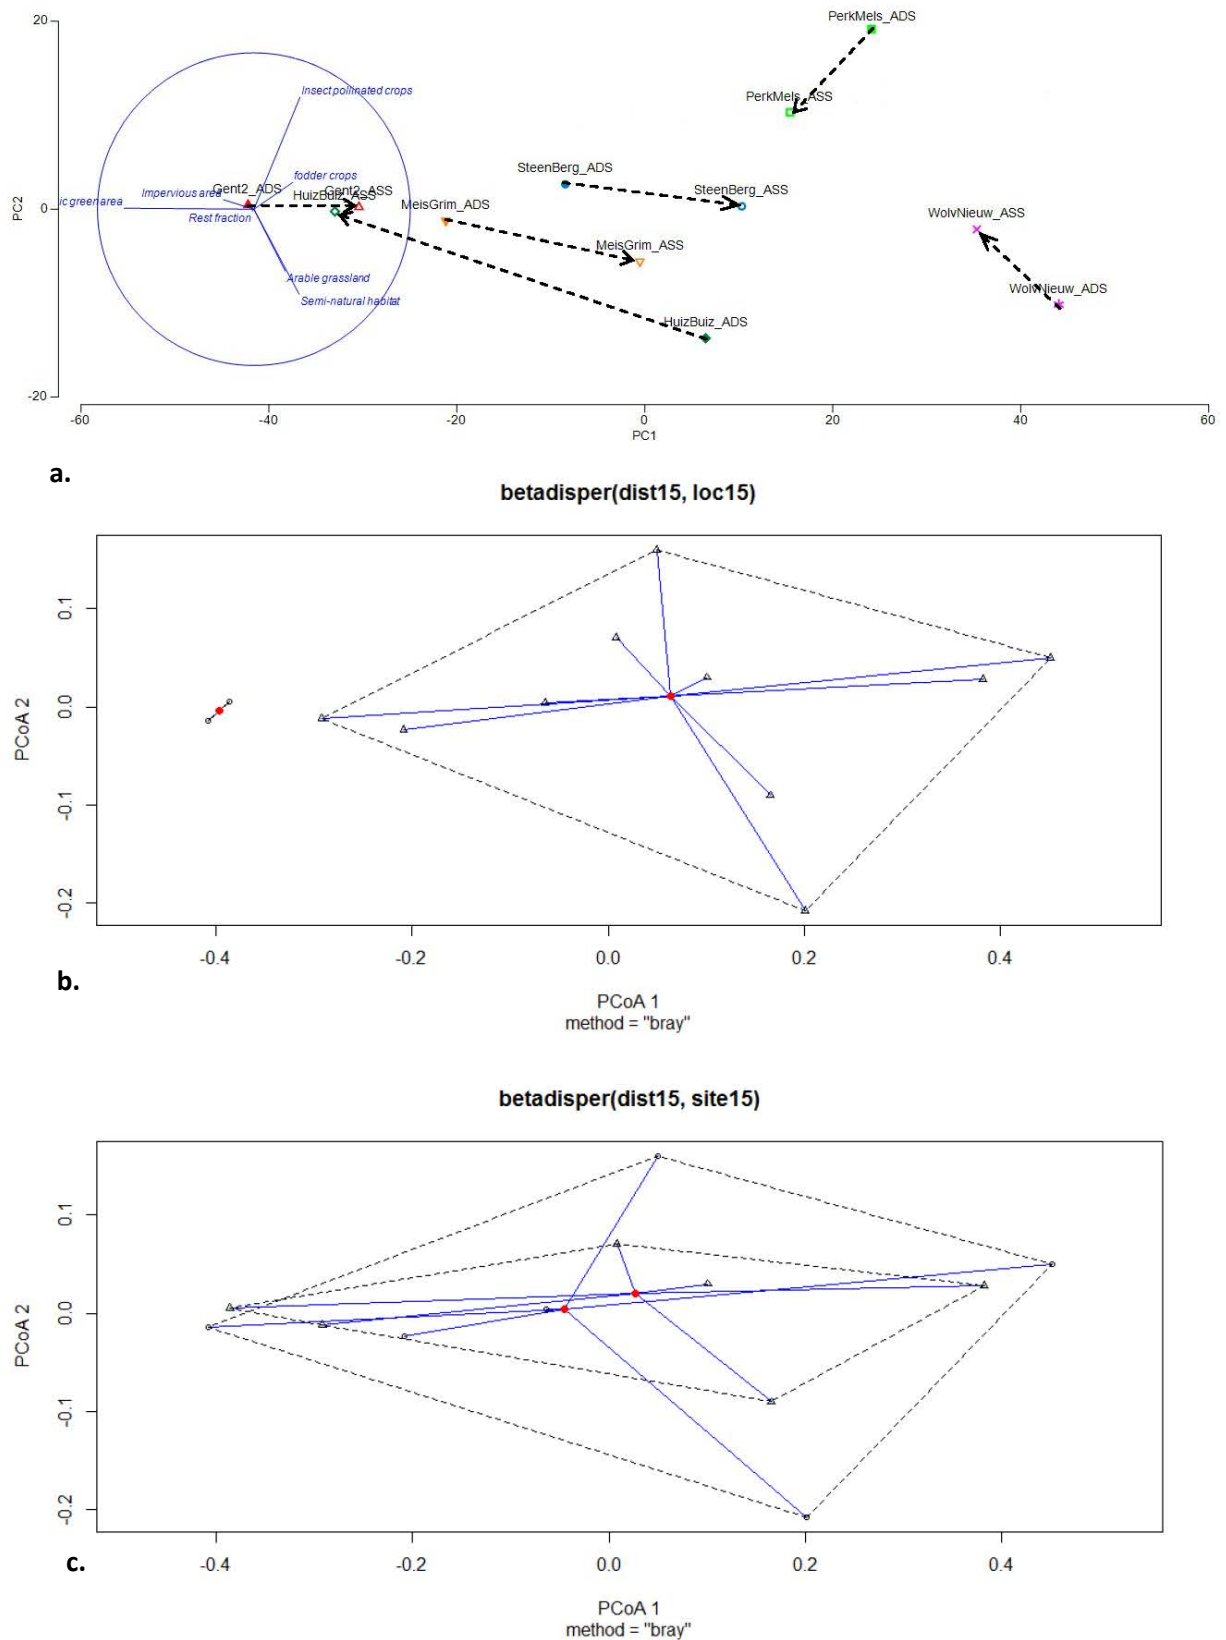 20
PerkMels_ADS
Insect pollinated crops
PerkMels_ASS
SteenBerg_ADS
fodder crops
Impervious area
Gent2_ADS
Gent2_ASS
HuizBuiz_ASS
SteenBerg_ASS
PC2
0
ic green area
MeisGrim_ADS
Rest fraction
WolvNieuw_ASS
MeisGrim_ASS
Arable grassland
WolvNieuw_ADS
Semi-natural habitat
HuizBuiz_ADS
-20
-60 -40 -20 0 20 40 60
PC1
a.
betadisper(dist15, loc15)
0.1
0.0
-0.1
-0.2
PCoA 2
-0.4 -0.2 0.0 0.2 0.4
b.
PCoA 1
method = "bray"
betadisper(dist15, site15)
0.1
0.0
-0.1
-0.2
PCoA 2
c.
-0.4 -0.2 0.0 0.2 0.4
PCoA 1
method = "bray"